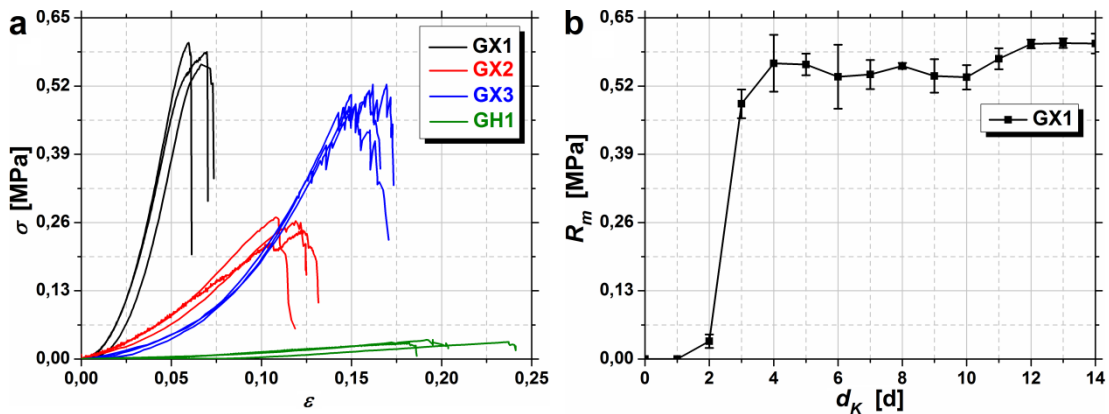 a
0,65
0,52
0,39
0,26
0,13
0,00
σ [MPa]
GX1
GX2
GX3
GH1
0,00 0,05 0,10 0,15 0,20 0,25
ε
b
0,65
0,52
0,39
0,26
0,13
0,00
R_m [MPa]
GX1
0 2 4 6 8 10 12 14
d_K [d]